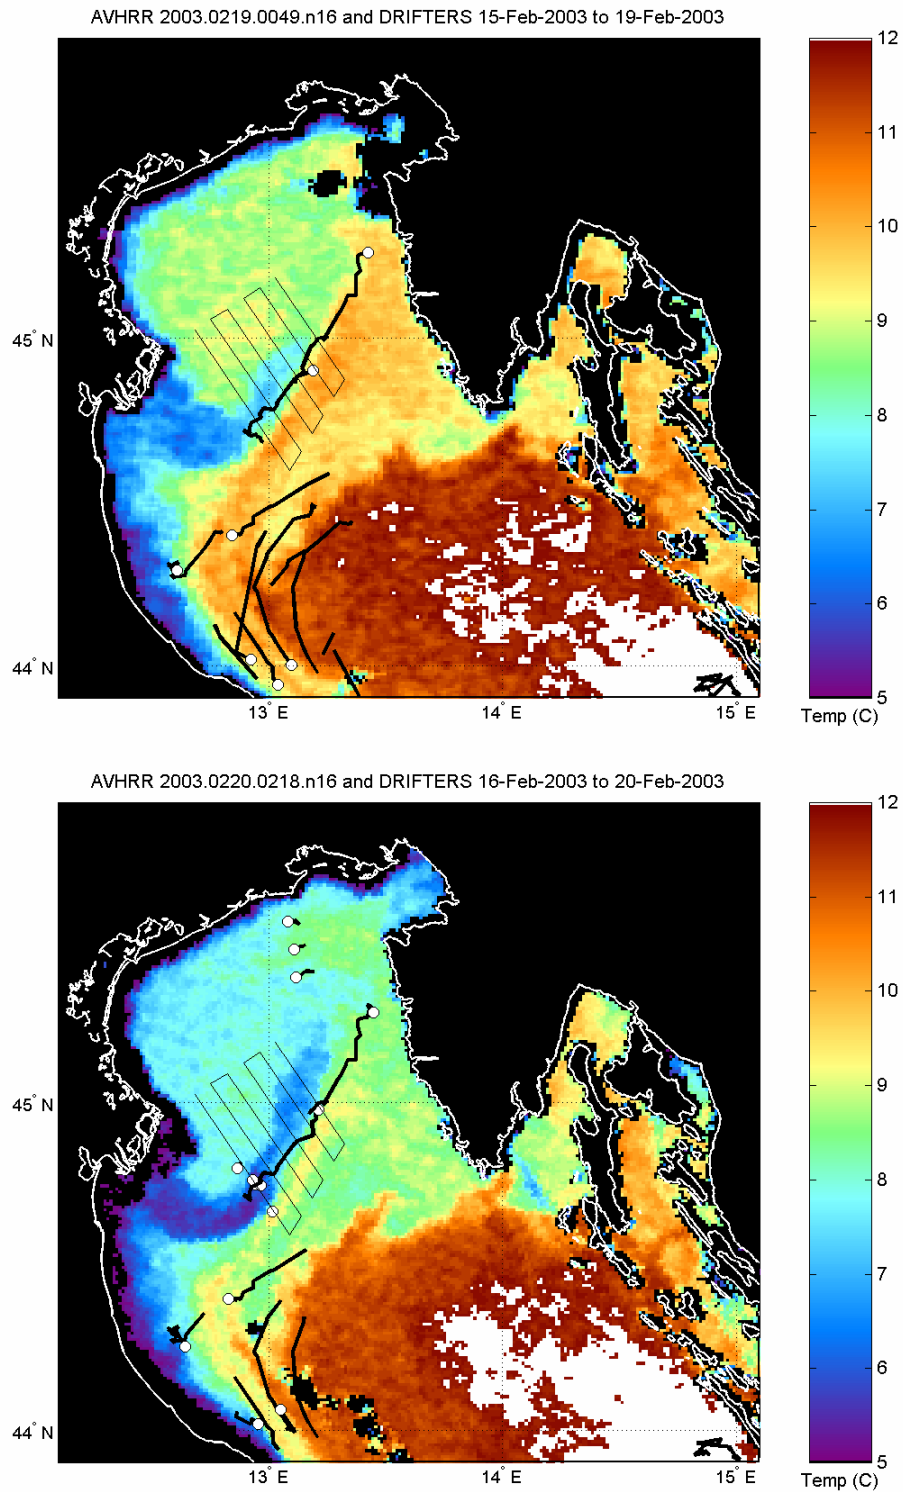 AVHRR 2003.0219.0049.n16 and DRIFTERS 15-Feb-2003 to 19-Feb-2003
12
11
10
9
8
7
6
5
Temp (C)
45° N
44° N
13° E
14° E
15° E
AVHRR 2003.0220.0218.n16 and DRIFTERS 16-Feb-2003 to 20-Feb-2003
12
11
10
9
8
7
6
5
Temp (C)
45° N
44° N
13° E
14° E
15° E